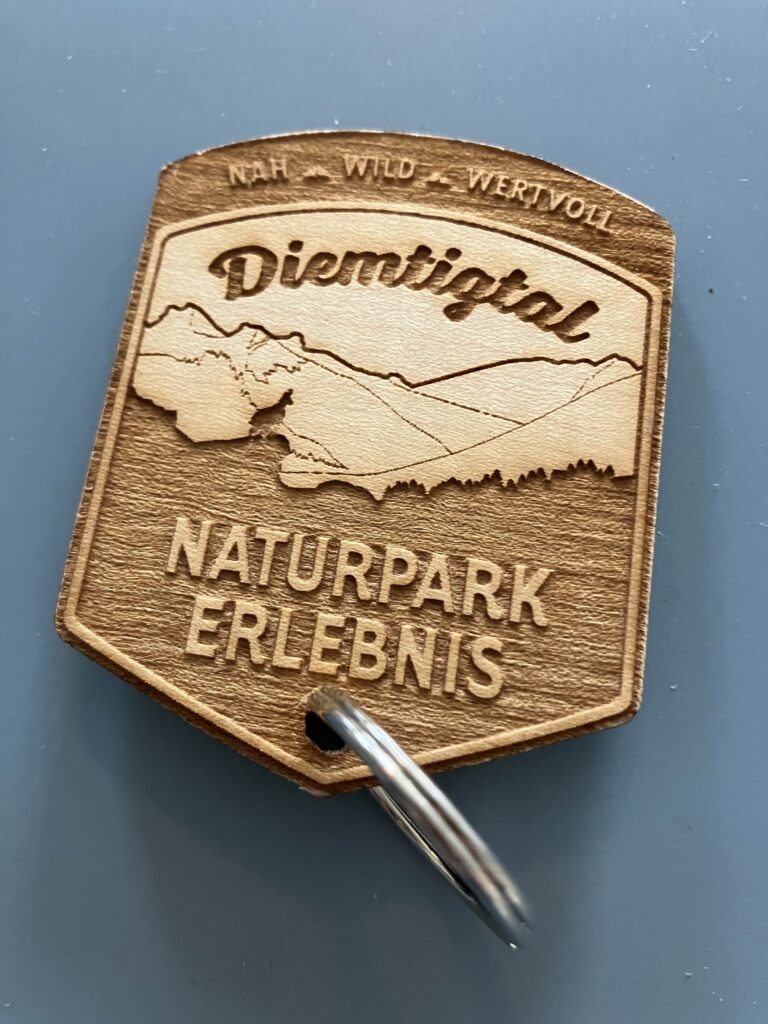 NAH WILD WERTVOLL
Diemtigtal
NATURPARK
ERLEBNIS